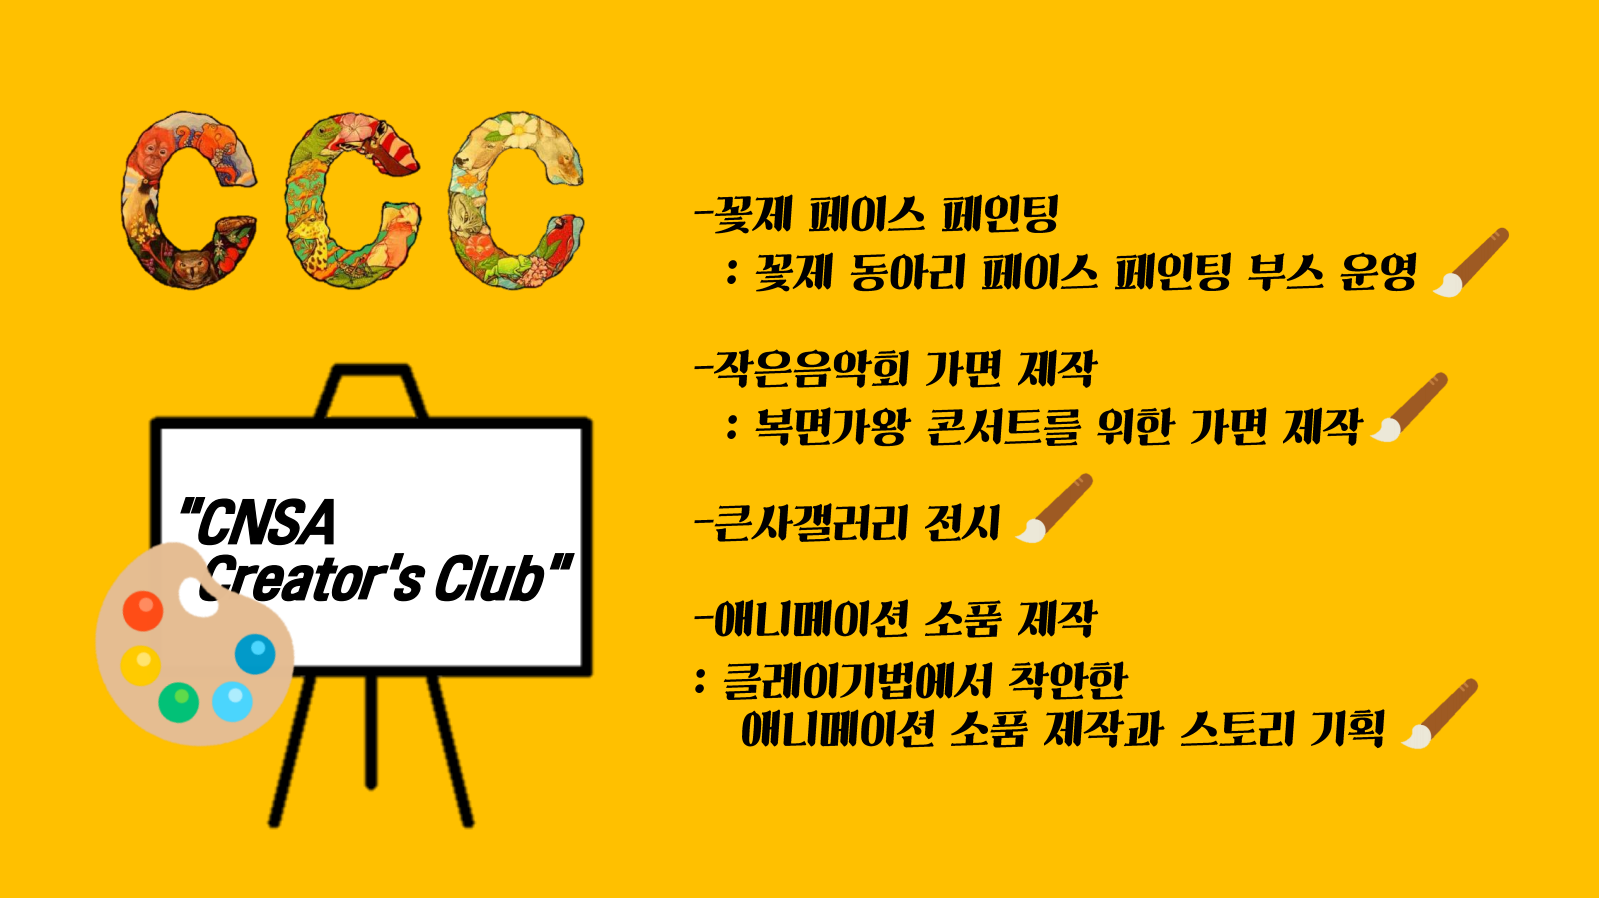 CCC
"CNSA
Creator's Club"
-꽃제 페이스 페인팅
: 꽃제 동아리 페이스 페인팅 부스 운영
-작은음악회 가면 제작
: 복면가왕 콘서트를 위한 가면 제작
-큰사갤러리 전시
-애니메이션 소품 제작
: 클레이기법에서 착안한
애니메이션 소품 제작과 스토리 기획